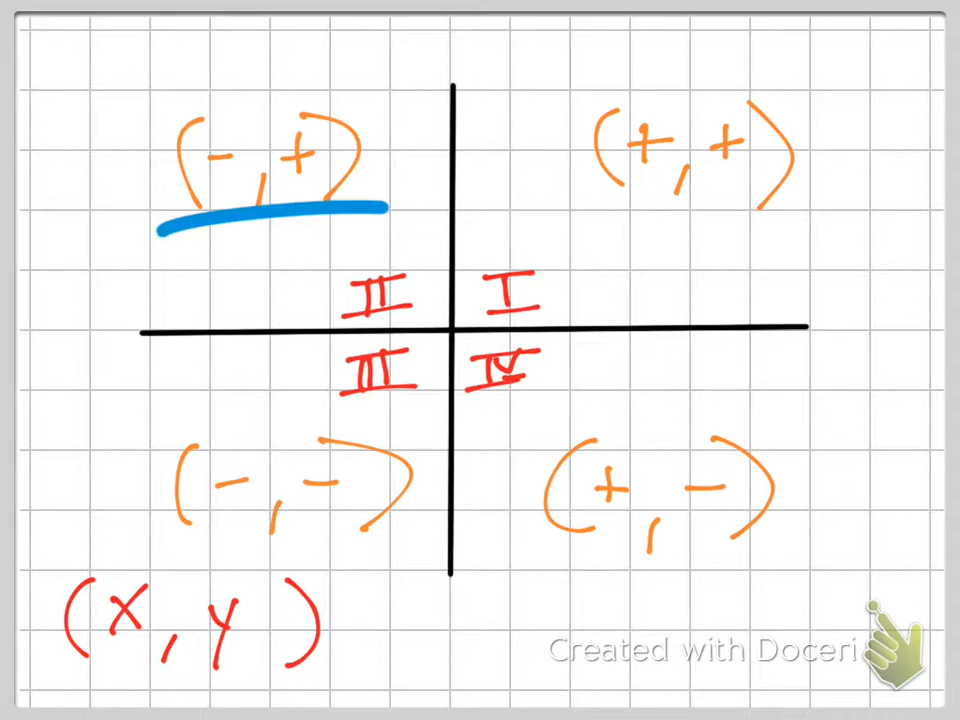 (-, +)
(+, +)
II
I
III
IV
(-, -)
(+, -)
(x, y)
Created with Doceri